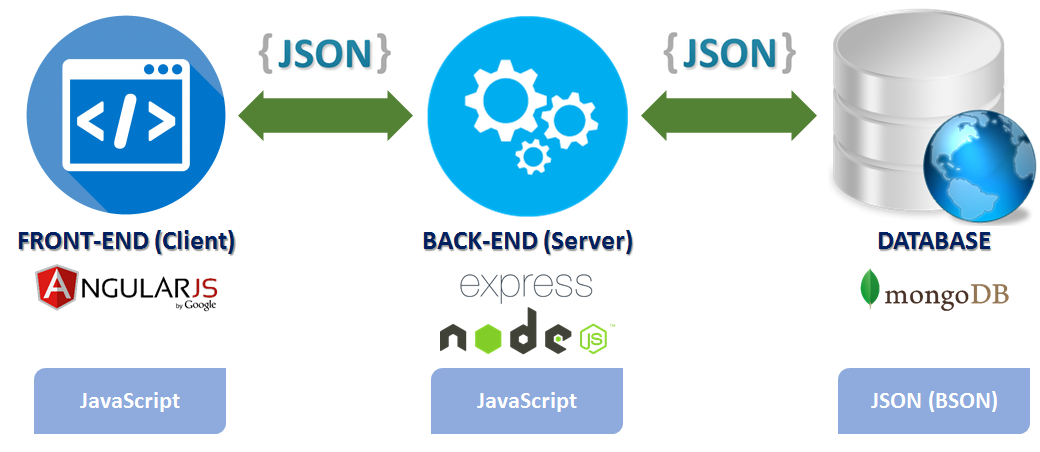 {JSON}
{JSON}
</>
FRONT-END (Client)
BACK-END (Server)
DATABASE
ANGULARJS
by Google
express
node
JS™
mongoDB
JavaScript
JavaScript
JSON (BSON)